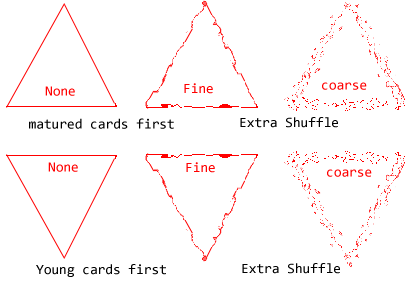 None
Fine
coarse
matured cards first
Extra Shuffle
None
Fine
coarse
Young cards first
Extra Shuffle